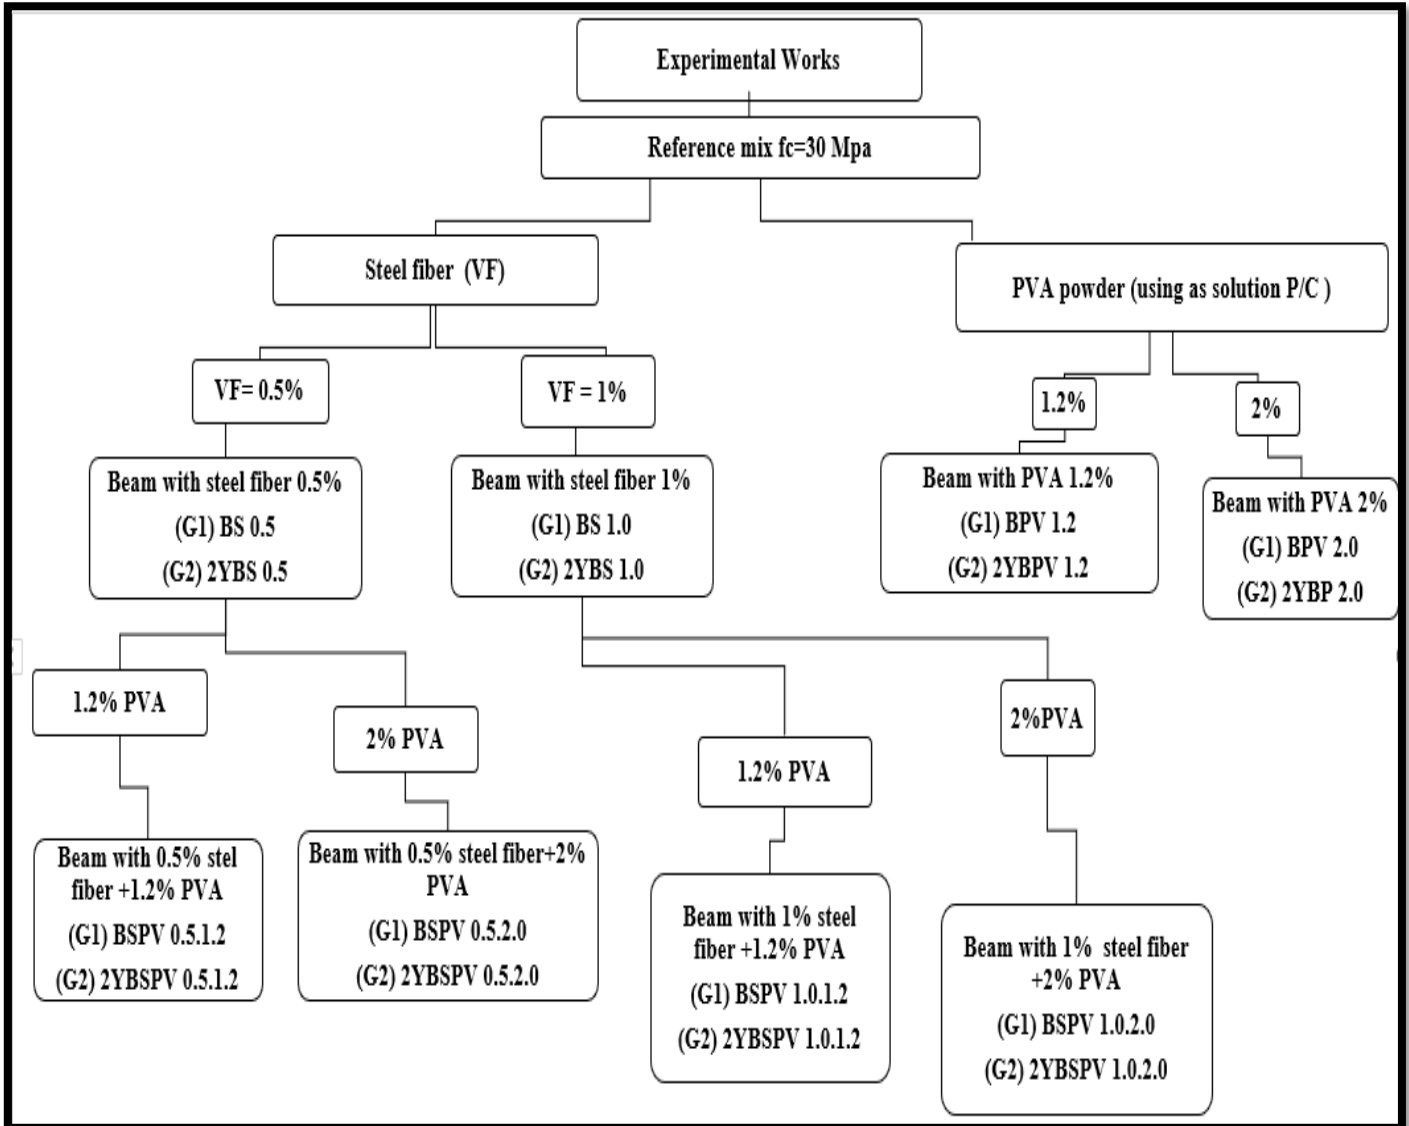 Experimental Works
Reference mix fc=30 Mpa
Steel fiber (VF)
PVA powder (using as solution P/C )
VF= 0.5%
VF = 1%
1.2%
2%
Beam with steel fiber 0.5%
(G1) BS 0.5
(G2) 2YBS 0.5
Beam with steel fiber 1%
(G1) BS 1.0
(G2) 2YBS 1.0
Beam with PVA 1.2%
(G1) BPV 1.2
(G2) 2YBPV 1.2
Beam with PVA 2%
(G1) BPV 2.0
(G2) 2YBP 2.0
1.2% PVA
2% PVA
1.2% PVA
2%PVA
Beam with 0.5% stel
fiber +1.2% PVA
(G1) BSPV 0.5.1.2
(G2) 2YBSPV 0.5.1.2
Beam with 0.5% steel fiber+2%
PVA
(G1) BSPV 0.5.2.0
(G2) 2YBSPV 0.5.2.0
Beam with 1% steel
fiber +1.2% PVA
(G1) BSPV 1.0.1.2
(G2) 2YBSPV 1.0.1.2
Beam with 1% steel fiber
+2% PVA
(G1) BSPV 1.0.2.0
(G2) 2YBSPV 1.0.2.0